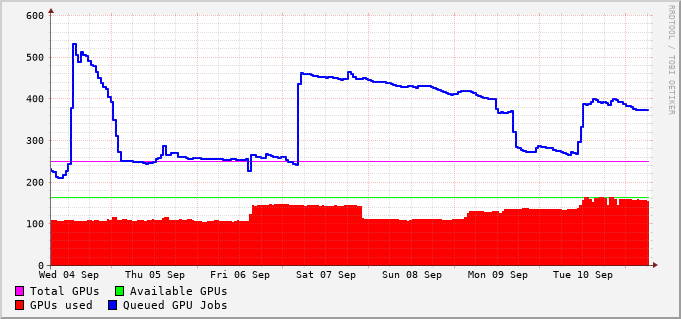 600
500
400
300
200
100
0
Wed 04 Sep Thu 05 Sep Fri 06 Sep Sat 07 Sep Sun 08 Sep Mon 09 Sep Tue 10 Sep
Total GPUs Available GPUs
GPUs used Queued GPU Jobs
RRDTOOL / TOBI OETIKER